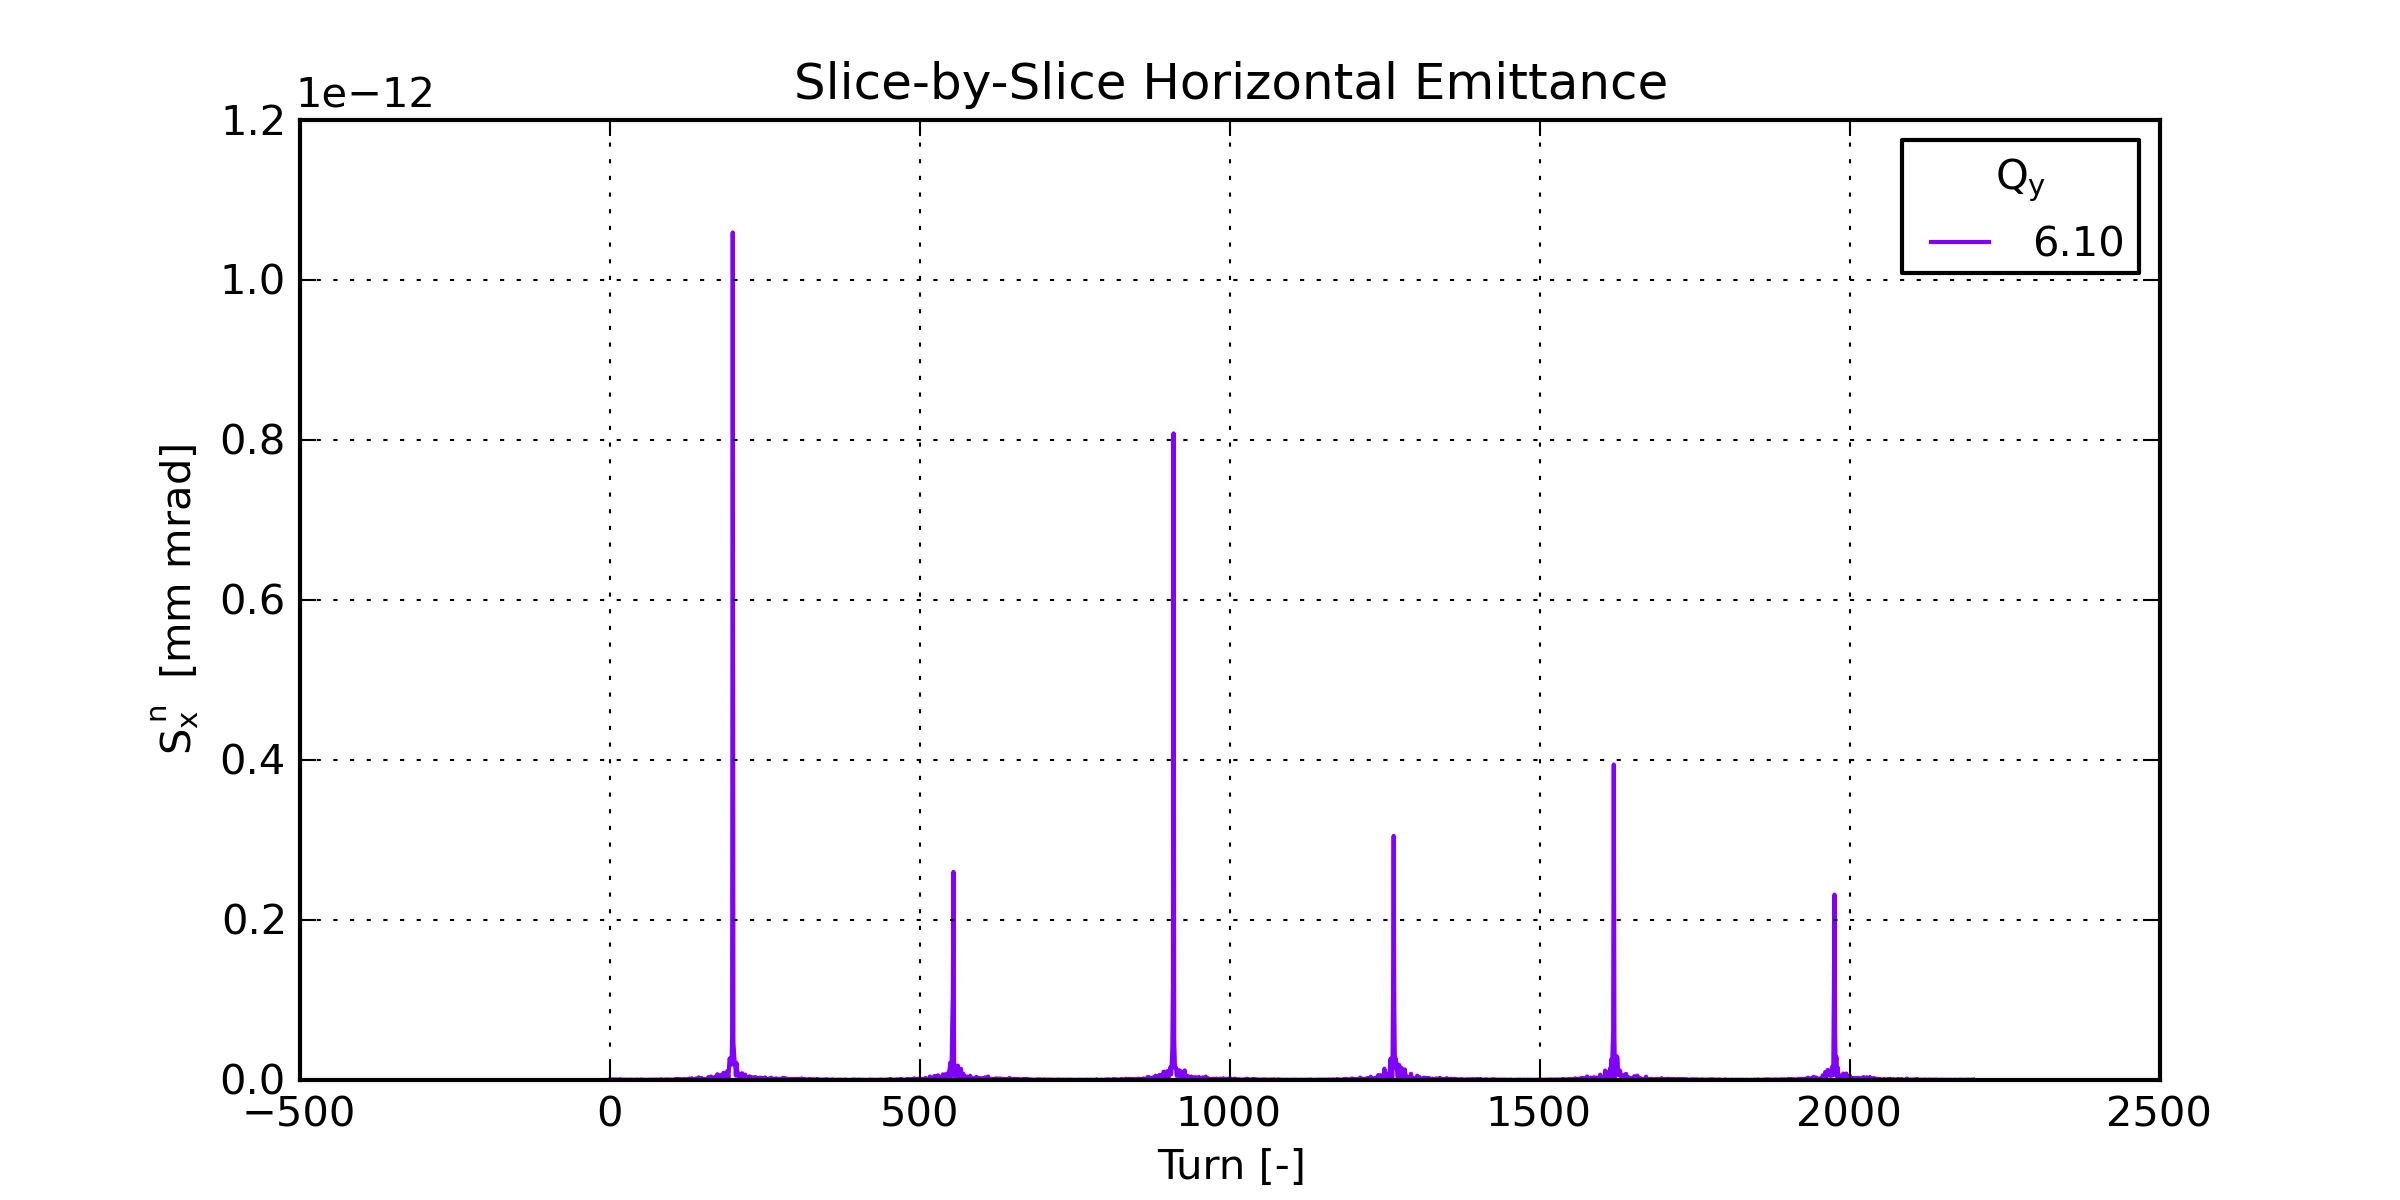 Slice-by-Slice Horizontal Emittance
1e−12
1.2
1.0
0.8
0.6
0.4
0.2
0.0
S_x^n [mm mrad]
Q_y
6.10
−500 0 500 1000 1500 2000 2500
Turn [-]